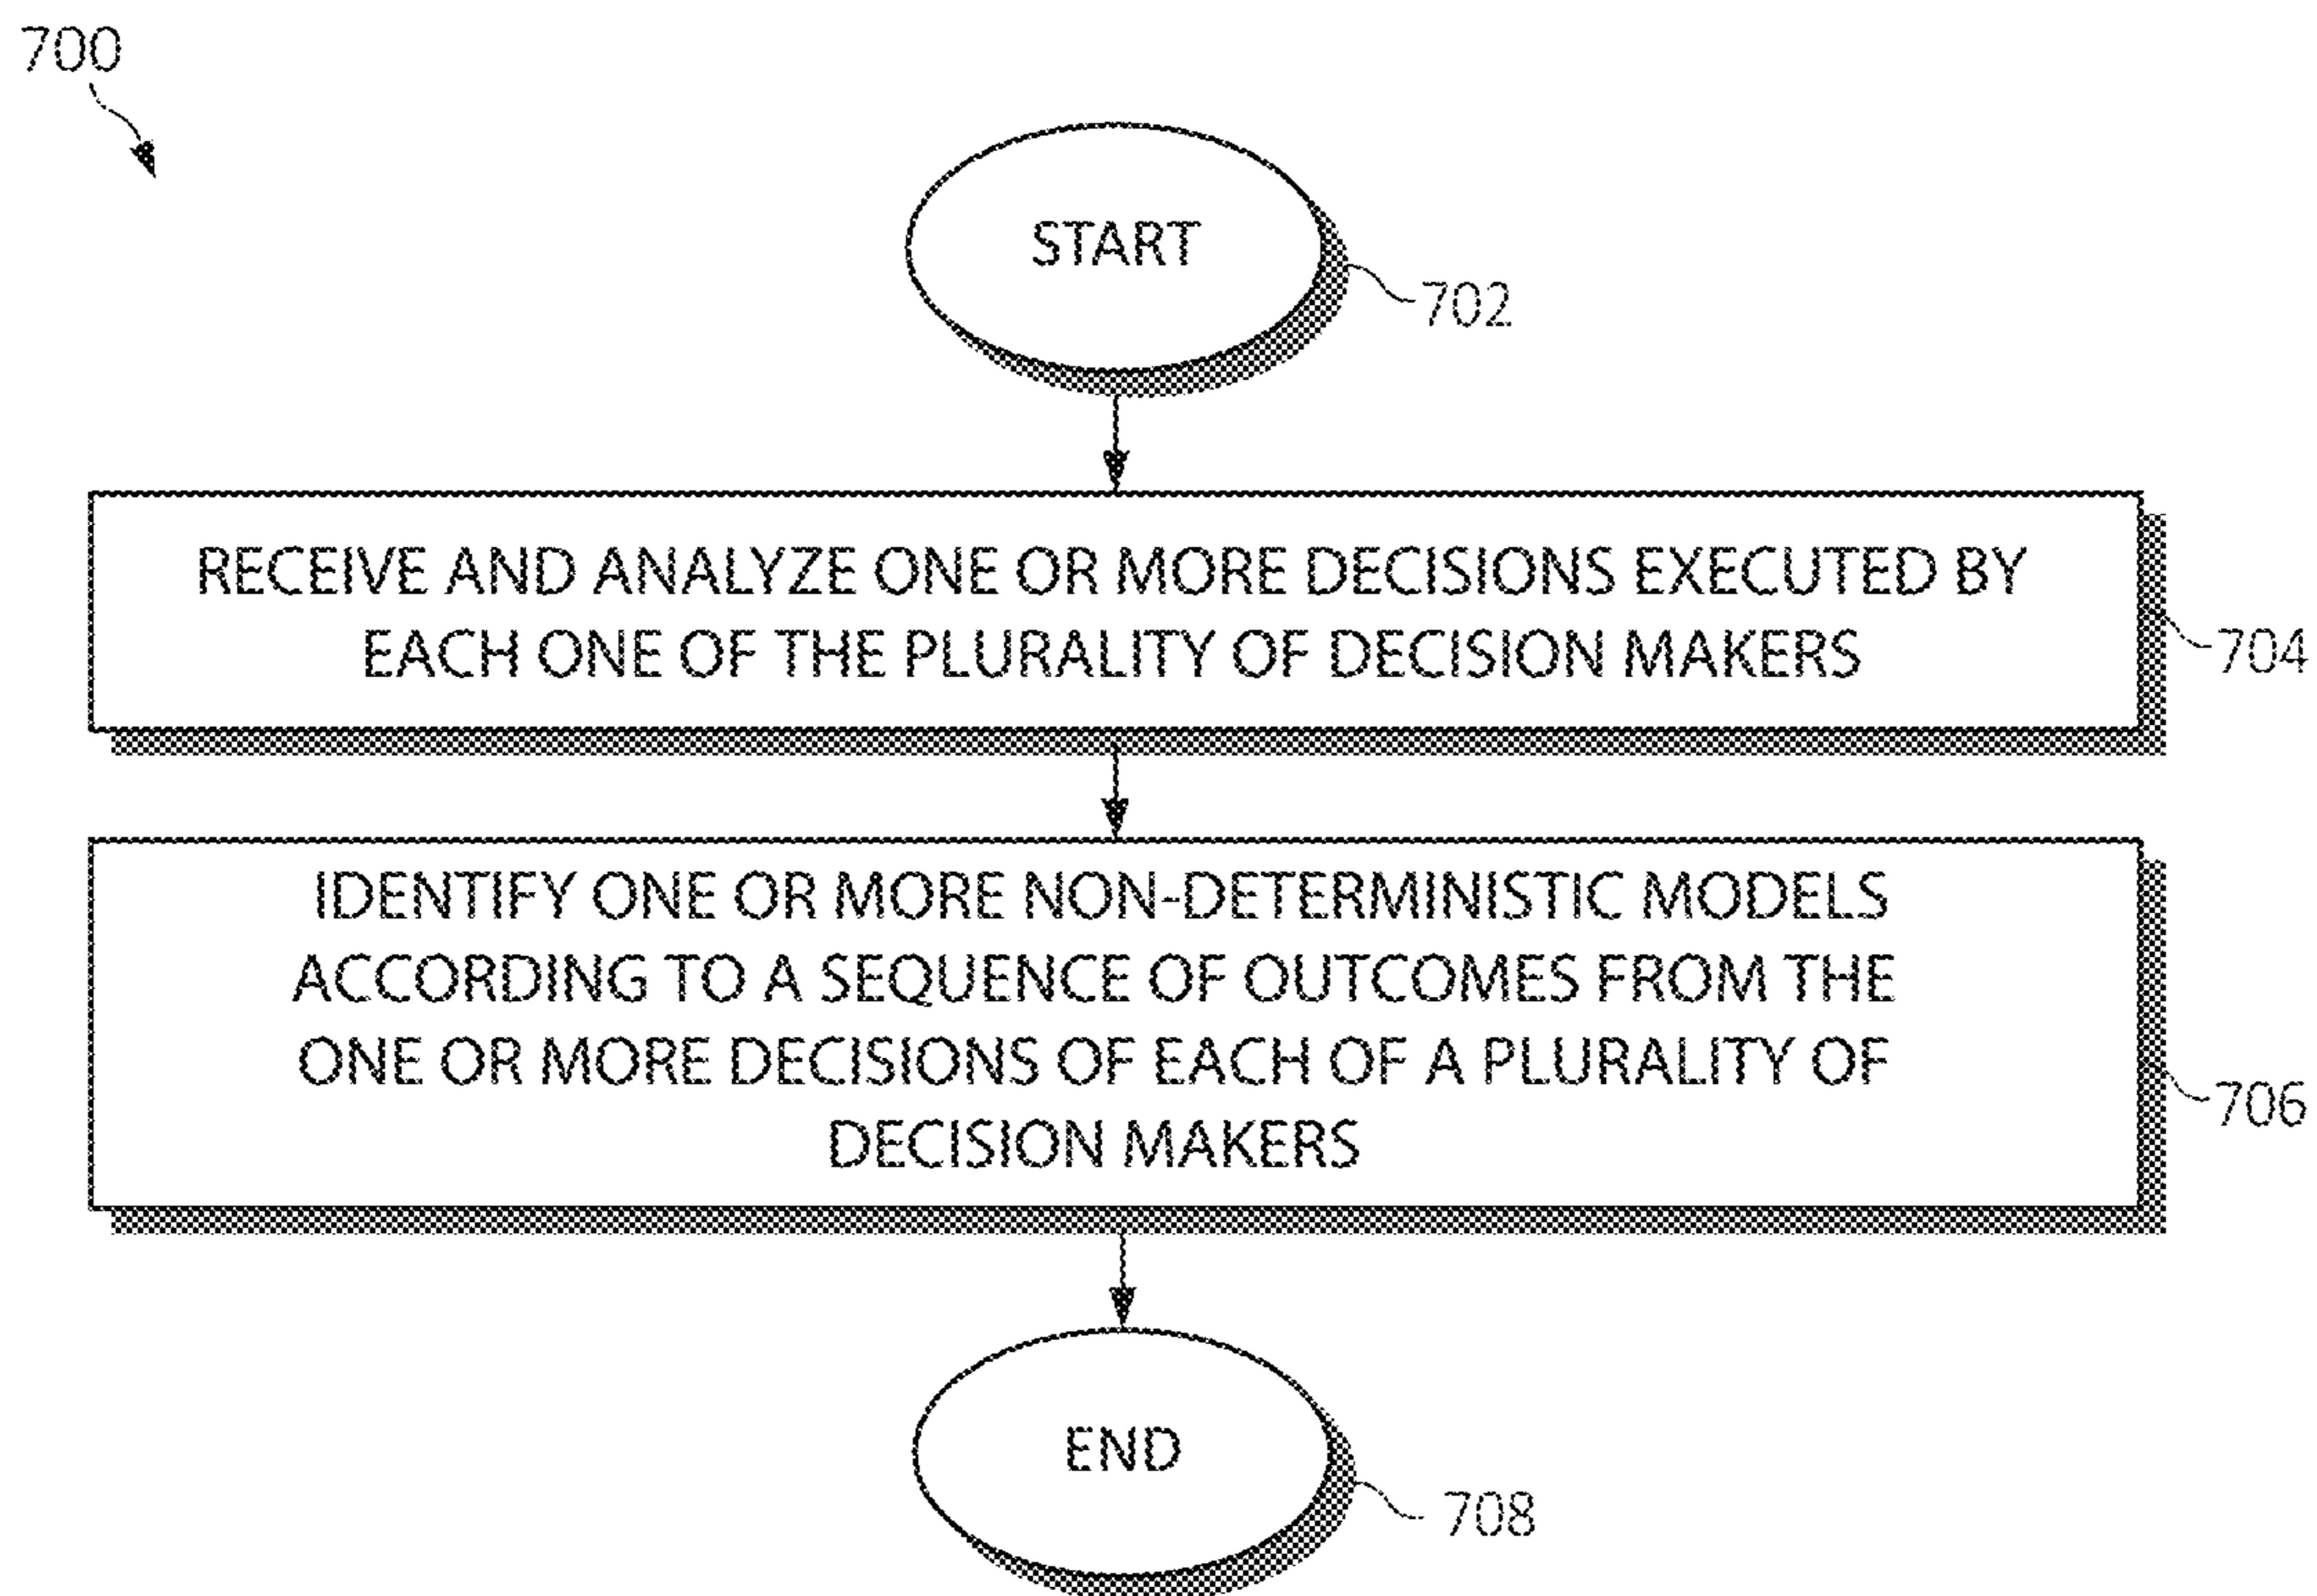 700
START
702
RECEIVE AND ANALYZE ONE OR MORE DECISIONS EXECUTED BY
EACH ONE OF THE PLURALITY OF DECISION MAKERS
704
IDENTIFY ONE OR MORE NON-DETERMINISTIC MODELS
ACCORDING TO A SEQUENCE OF OUTCOMES FROM THE
ONE OR MORE DECISIONS OF EACH OF A PLURALITY OF
DECISION MAKERS
706
END
708